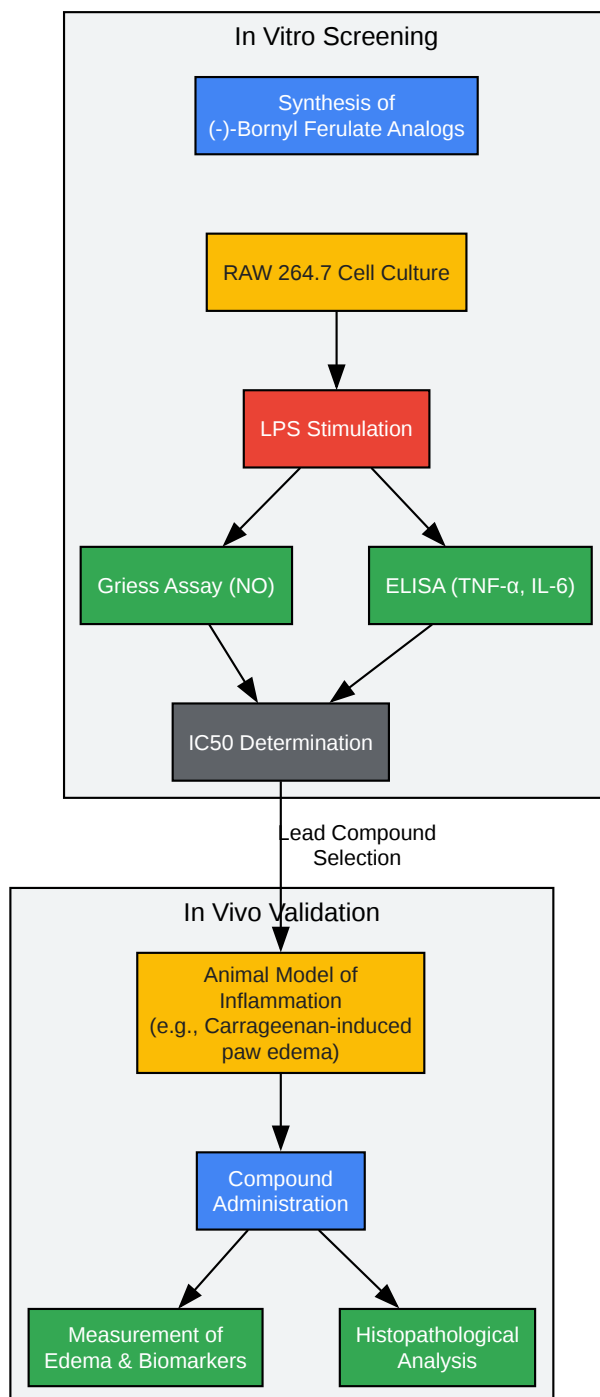 In Vitro Screening
Synthesis of
(-)-Bornyl Ferulate Analogs
RAW 264.7 Cell Culture
LPS Stimulation
Griess Assay (NO)
ELISA (TNF-α, IL-6)
IC50 Determination
Lead Compound
Selection
In Vivo Validation
Animal Model of
Inflammation
(e.g., Carrageenan-induced
paw edema)
Compound
Administration
Measurement of
Edema & Biomarkers
Histopathological
Analysis